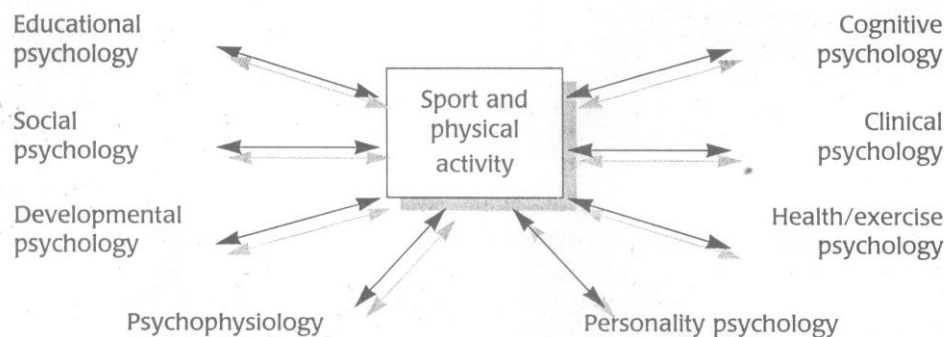 Educational
psychology
Social
psychology
Developmental
psychology
Psychophysiology
Sport and
physical
activity
Cognitive
psychology
Clinical
psychology
Health/exercise
psychology
Personality psychology